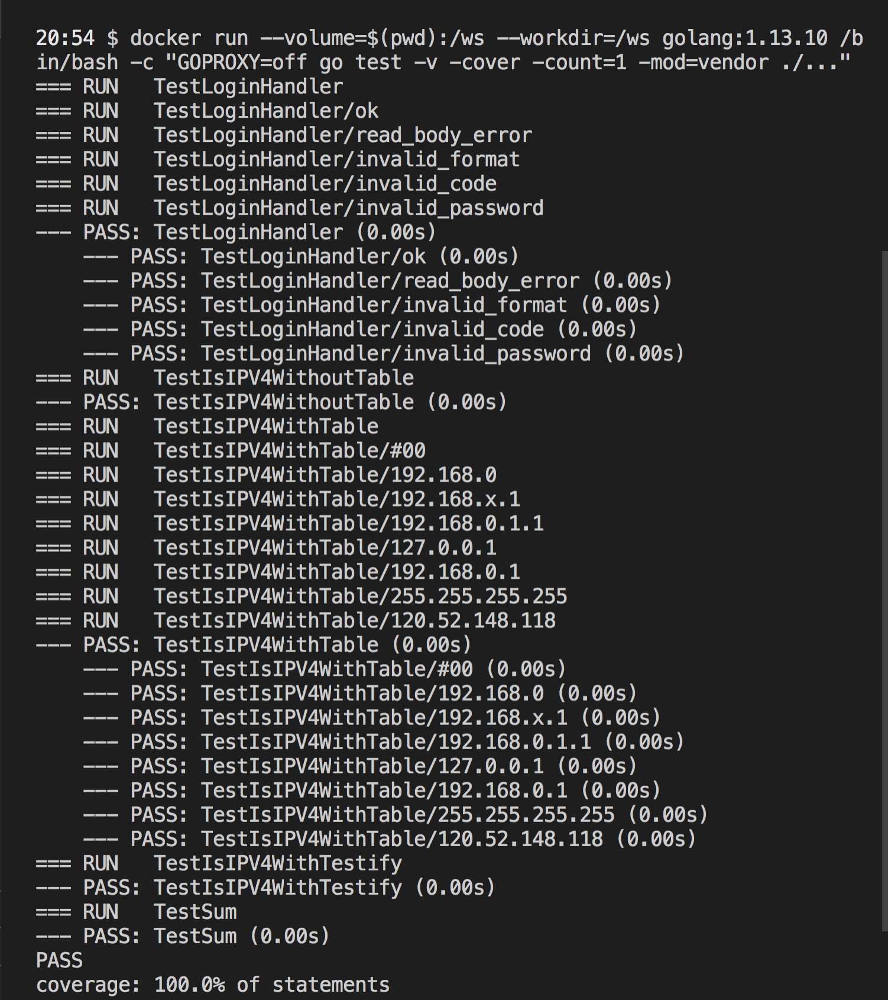 20:54 $ docker run --volume=$(pwd):/ws --workdir=/ws golang:1.13.10 /b
in/bash -c "GOPROXY=off go test -v -cover -count=1 -mod=vendor ./..."
=== RUN   TestLoginHandler
=== RUN   TestLoginHandler/ok
=== RUN   TestLoginHandler/read_body_error
=== RUN   TestLoginHandler/invalid_format
=== RUN   TestLoginHandler/invalid_code
=== RUN   TestLoginHandler/invalid_password
--- PASS: TestLoginHandler (0.00s)
    --- PASS: TestLoginHandler/ok (0.00s)
    --- PASS: TestLoginHandler/read_body_error (0.00s)
    --- PASS: TestLoginHandler/invalid_format (0.00s)
    --- PASS: TestLoginHandler/invalid_code (0.00s)
    --- PASS: TestLoginHandler/invalid_password (0.00s)
=== RUN   TestIsIPV4WithoutTable
--- PASS: TestIsIPV4WithoutTable (0.00s)
=== RUN   TestIsIPV4WithTable
=== RUN   TestIsIPV4WithTable/#00
=== RUN   TestIsIPV4WithTable/192.168.0
=== RUN   TestIsIPV4WithTable/192.168.x.1
=== RUN   TestIsIPV4WithTable/192.168.0.1.1
=== RUN   TestIsIPV4WithTable/127.0.0.1
=== RUN   TestIsIPV4WithTable/192.168.0.1
=== RUN   TestIsIPV4WithTable/255.255.255.255
=== RUN   TestIsIPV4WithTable/120.52.148.118
--- PASS: TestIsIPV4WithTable (0.00s)
    --- PASS: TestIsIPV4WithTable/#00 (0.00s)
    --- PASS: TestIsIPV4WithTable/192.168.0 (0.00s)
    --- PASS: TestIsIPV4WithTable/192.168.x.1 (0.00s)
    --- PASS: TestIsIPV4WithTable/192.168.0.1.1 (0.00s)
    --- PASS: TestIsIPV4WithTable/127.0.0.1 (0.00s)
    --- PASS: TestIsIPV4WithTable/192.168.0.1 (0.00s)
    --- PASS: TestIsIPV4WithTable/255.255.255.255 (0.00s)
    --- PASS: TestIsIPV4WithTable/120.52.148.118 (0.00s)
=== RUN   TestIsIPV4WithTestify
--- PASS: TestIsIPV4WithTestify (0.00s)
=== RUN   TestSum
--- PASS: TestSum (0.00s)
PASS
coverage: 100.0% of statements